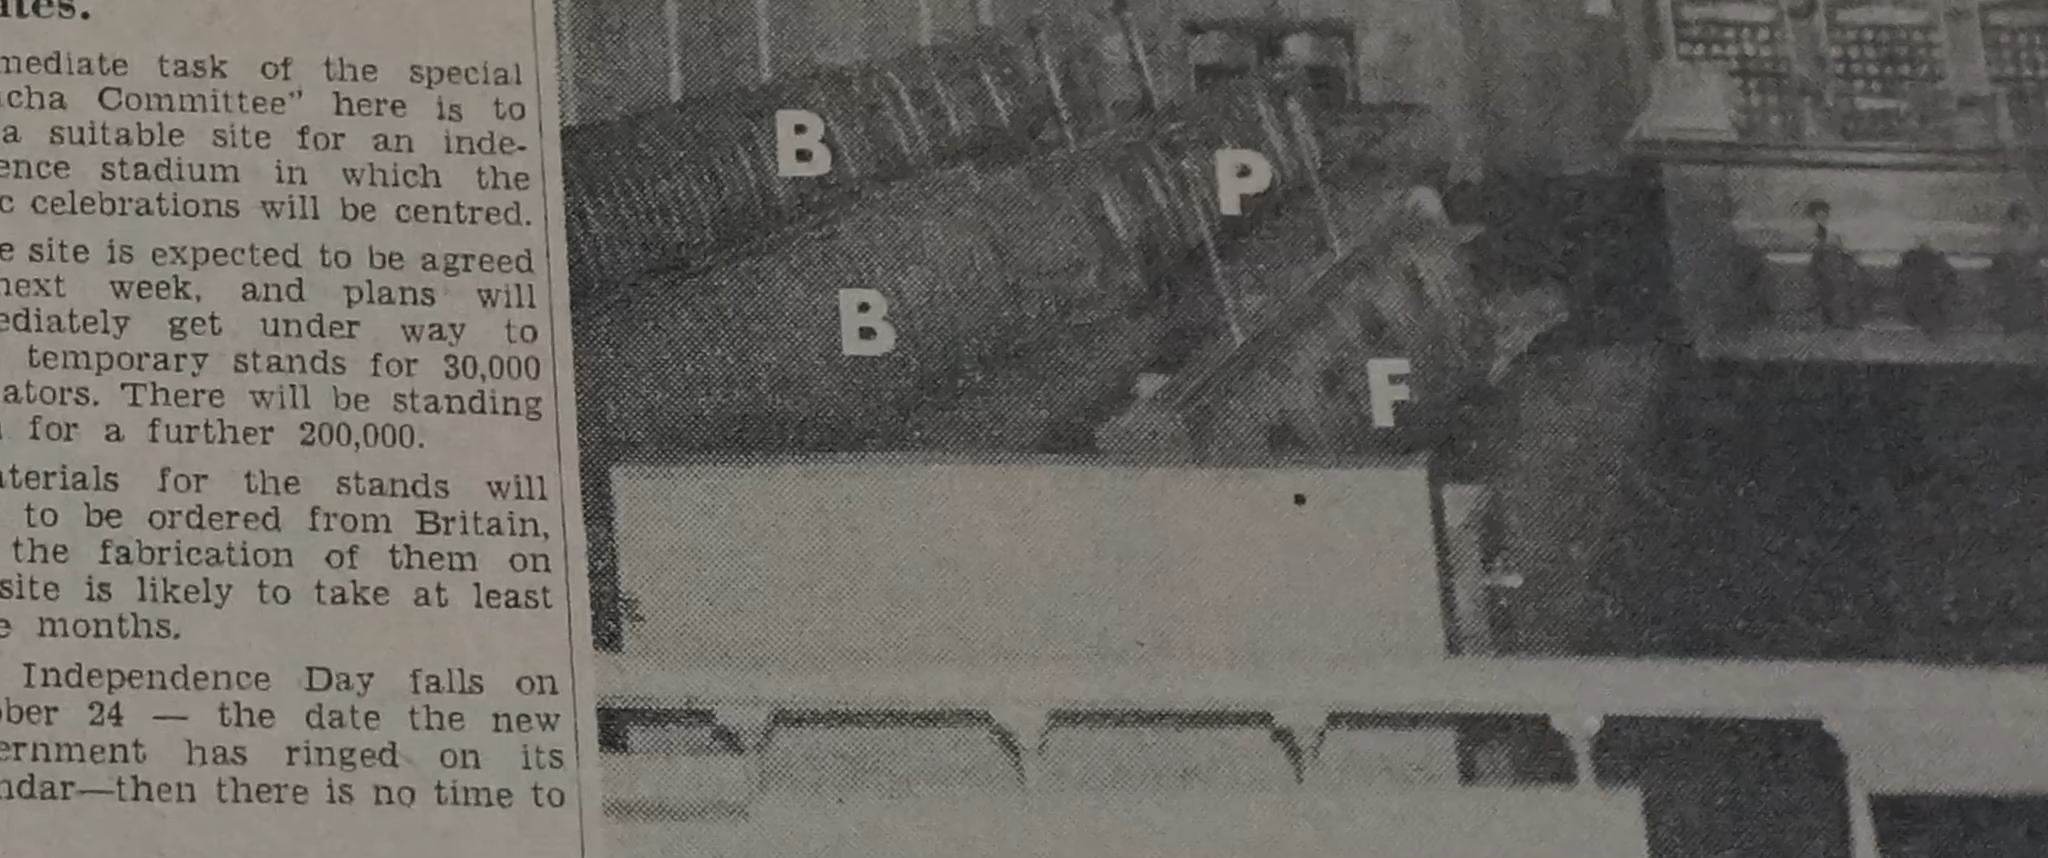 ites.
mediate task of the special
cha Committee" here is to
a suitable site for an inde-
ence stadium in which the
c celebrations will be centred.
e site is expected to be agreed
next week, and plans will
ediately get under way to
temporary stands for 30,000
ators. There will be standing
for a further 200,000.
aterials for the stands will
to be ordered from Britain,
the fabrication of them on
site is likely to take at least
e months.
Independence Day falls on
ber 24 — the date the new
ernment has ringed on its
ndar—then there is no time to
B
P
B
F